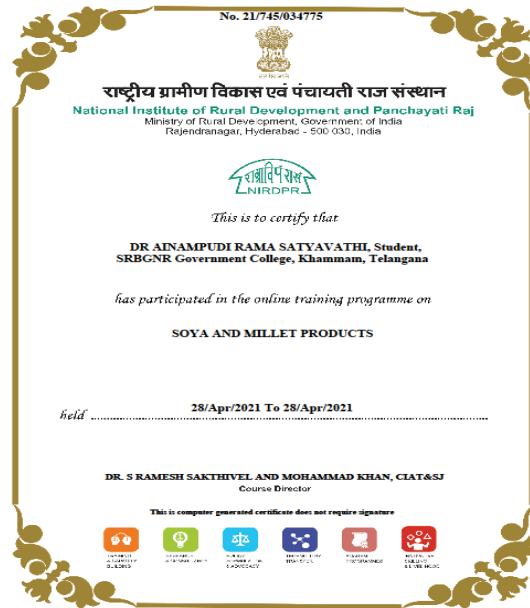 No. 21/745/034775
राष्ट्रीय ग्रामीण विकास एवं पंचायती राज संस्थान
National Institute of Rural Development and Panchayati Raj
Ministry of Rural Development, Government of India
Rajendranagar, Hyderabad - 500 030, India
NIRDPR
This is to certify that
DR AINAMPUDI RAMA SATYAVATHI, Student,
SRBGNR Government College, Khammam, Telangana
has participated in the online training programme on
SOYA AND MILLET PRODUCTS
held 28/Apr/2021 To 28/Apr/2021
DR. S RAMESH SAKTHIVEL AND MOHAMMAD KHAN, CIAT&SJ
Course Director
This is computer generated certificate does not require signature